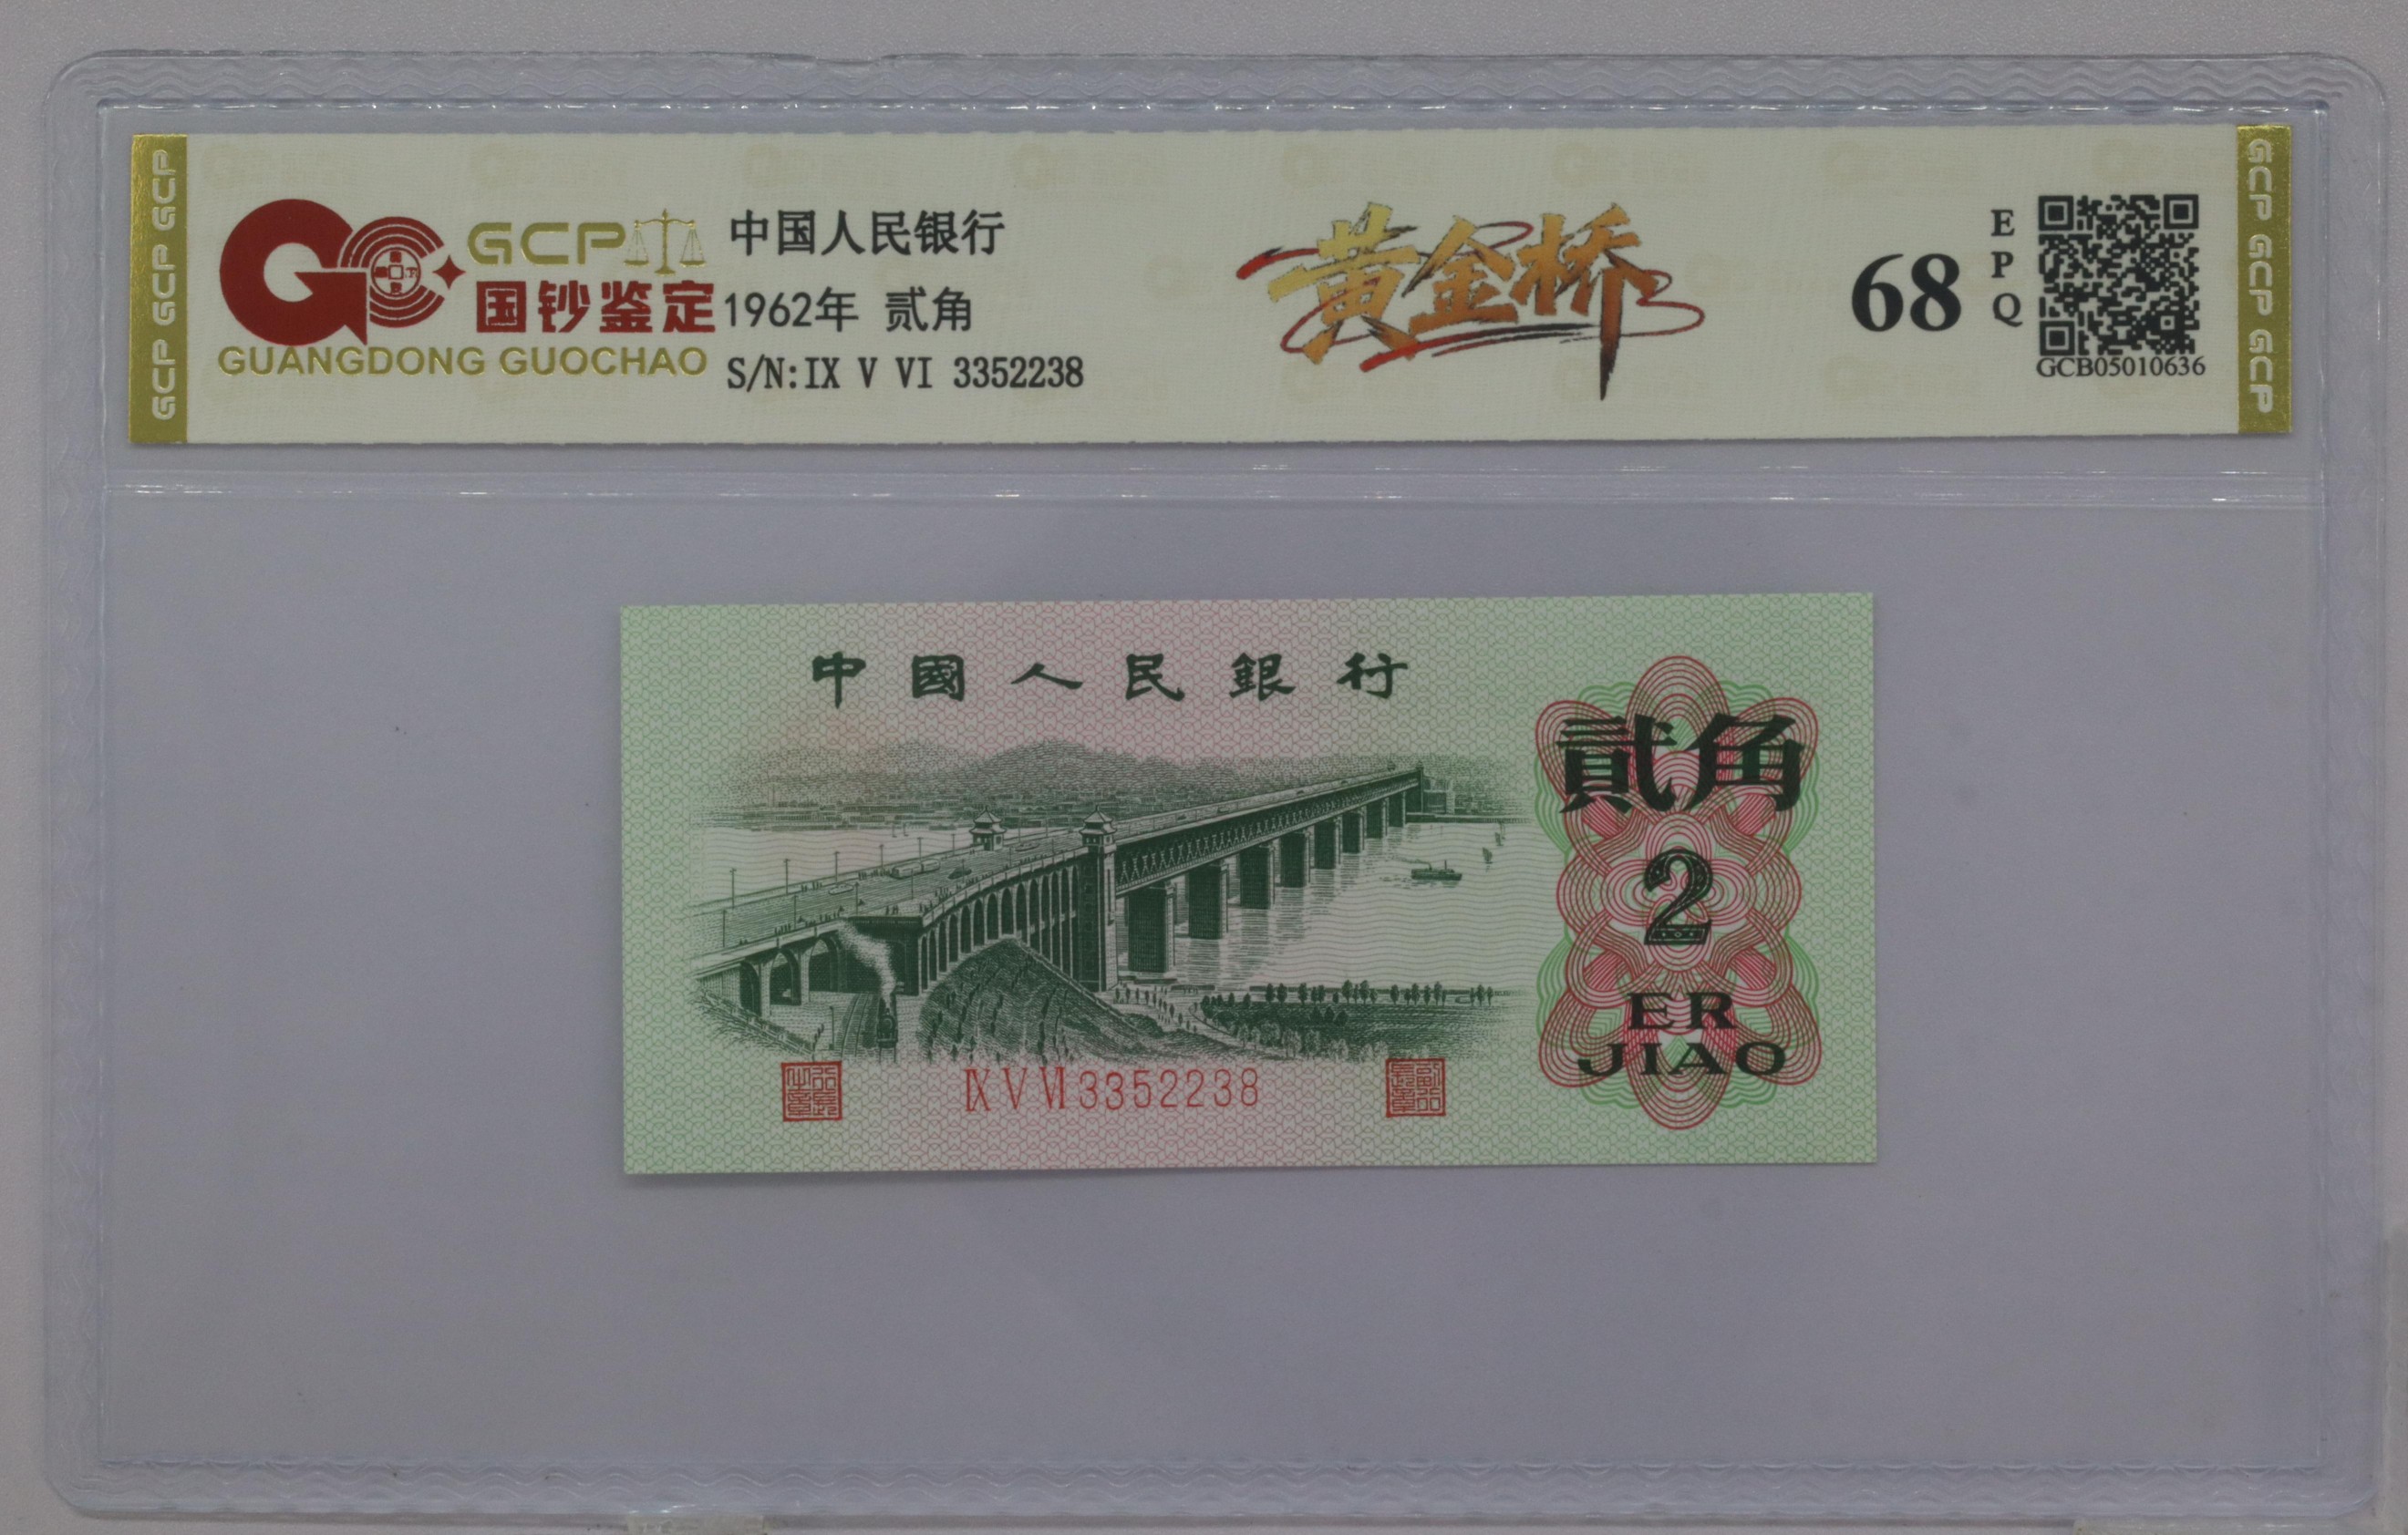 GCP GCP GCP
GCP
国钞鉴定
GUANGDONG GUOCHAO
中国人民银行
1962年 贰角
S/N:IX V VI 3352238
黄金桥
68
EPQ
GCB05010636
GCP GCP GCP
中國人民銀行
貳角
2
ER
JIAO
IX V VI 3352238